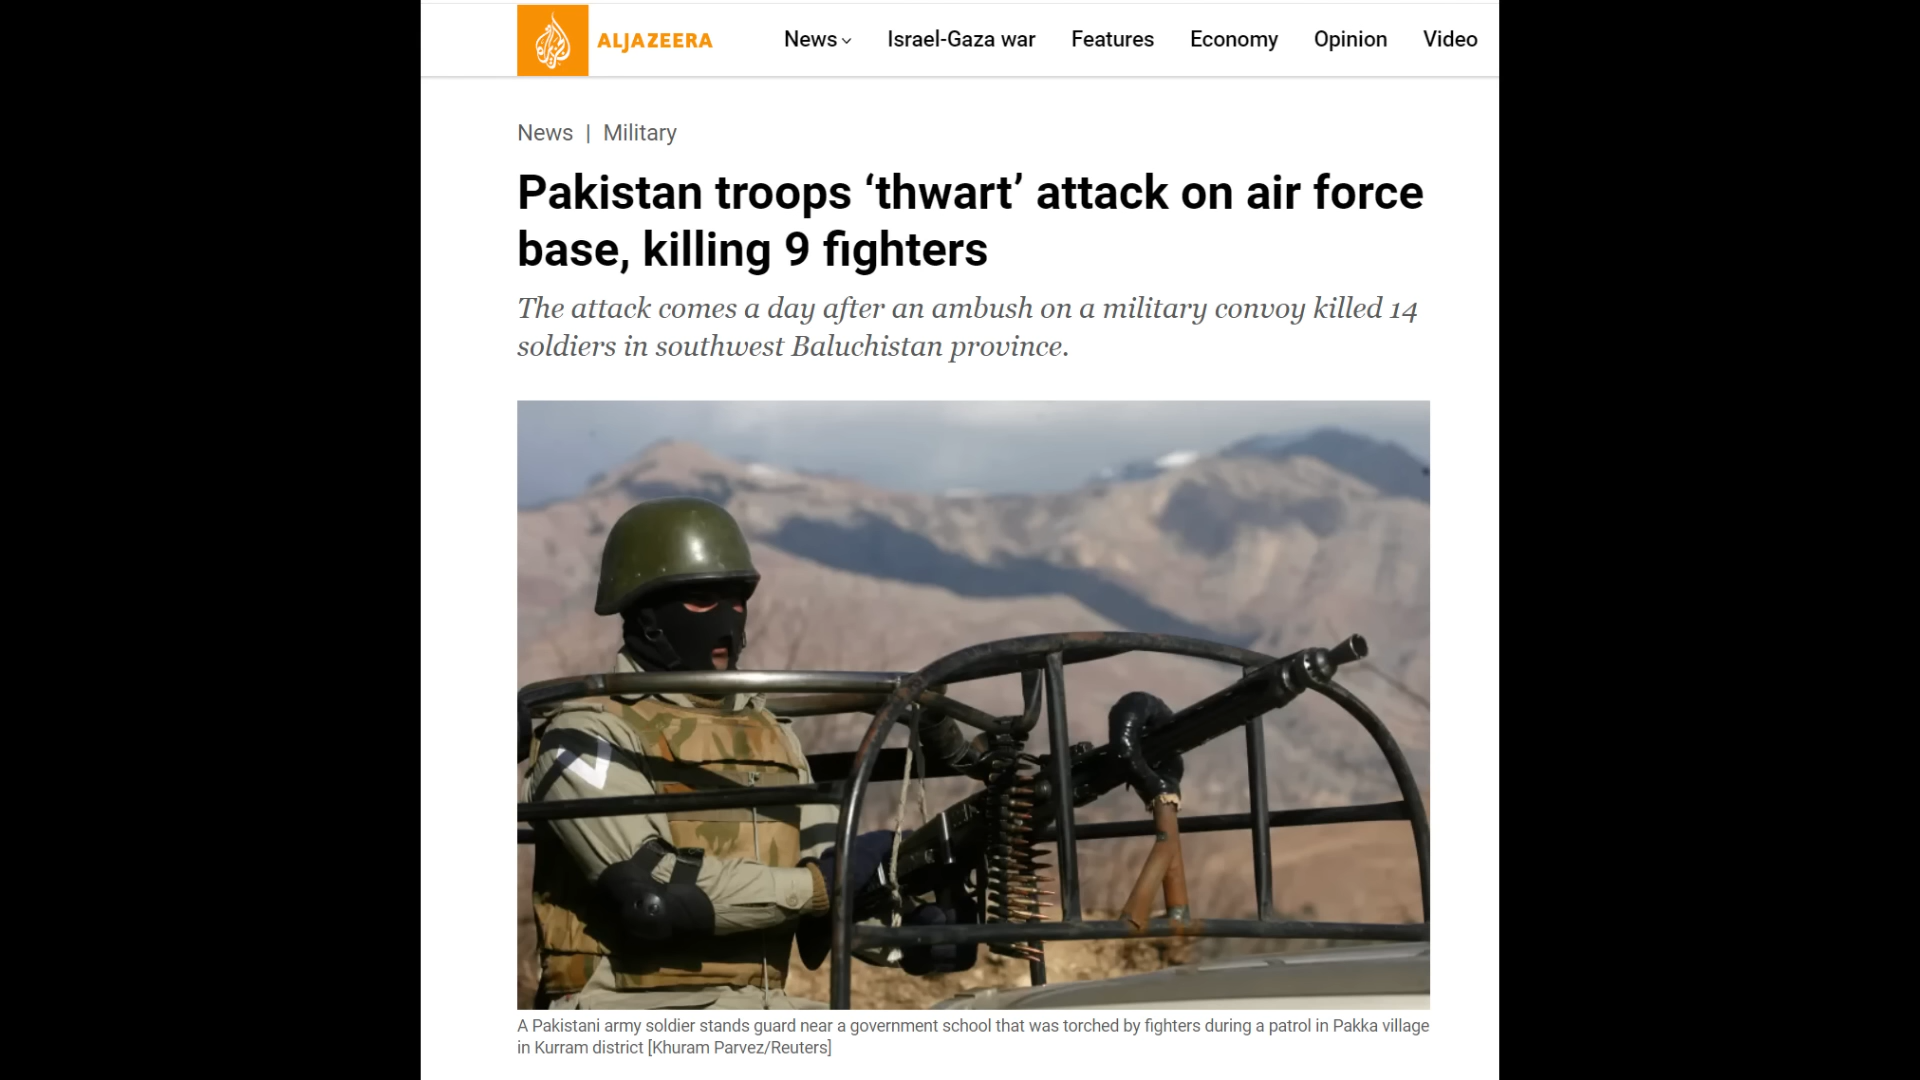 ALJAZEERA
News Israel-Gaza war Features Economy Opinion Video
News | Military
Pakistan troops ‘thwart’ attack on air force
base, killing 9 fighters
The attack comes a day after an ambush on a military convoy killed 14
soldiers in southwest Baluchistan province.
A Pakistani army soldier stands guard near a government school that was torched by fighters during a patrol in Pakka village
in Kurram district [Khuram Parvez/Reuters]